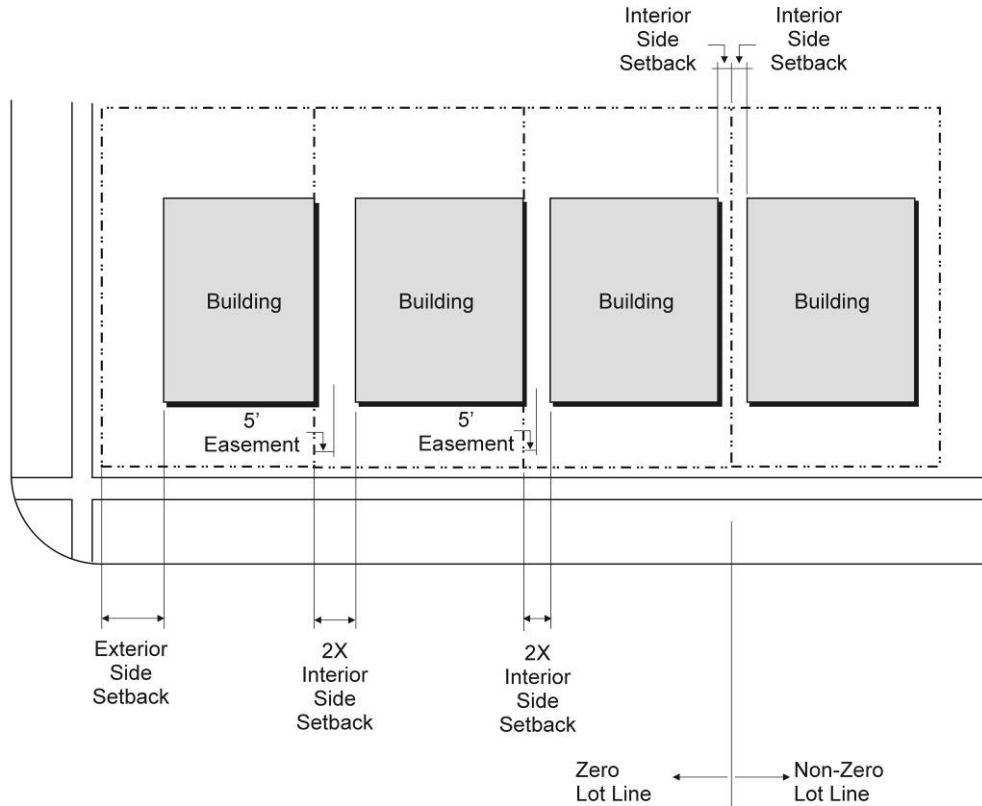 Interior
Side
Setback
Interior
Side
Setback
Building
Building
Building
Building
5’
Easement
5’
Easement
Exterior
Side
Setback
2X
Interior
Side
Setback
2X
Interior
Side
Setback
Zero
Lot Line
Non-Zero
Lot Line